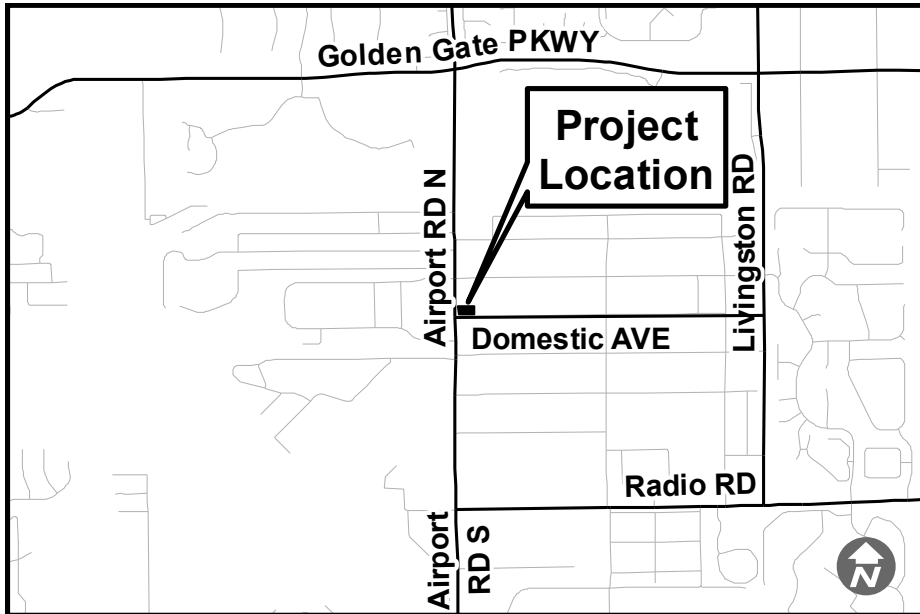 Golden Gate PKWY
Project
Location
Airport RD N
Livingston RD
Domestic AVE
Radio RD
Airport
RD S
N